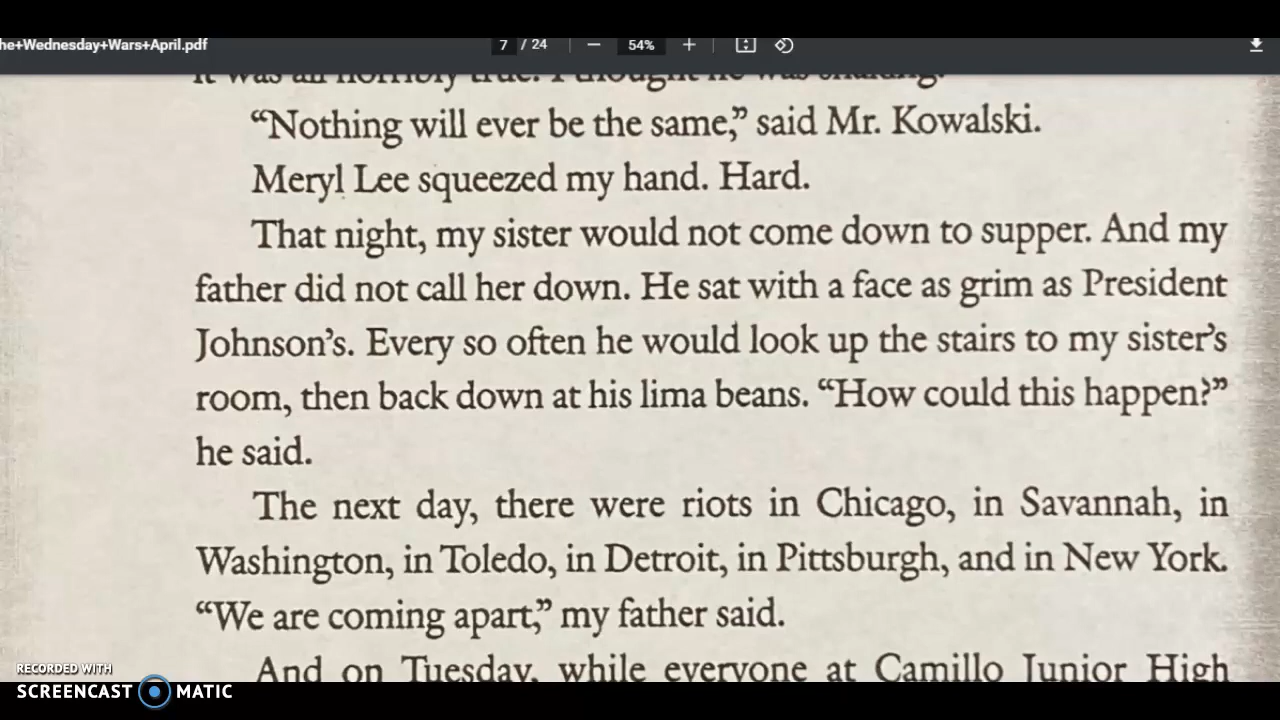 he+Wednesday+Wars+April.pdf 7 / 24 54%
“Nothing will ever be the same,” said Mr. Kowalski.
Meryl Lee squeezed my hand. Hard.
That night, my sister would not come down to supper. And my
father did not call her down. He sat with a face as grim as President
Johnson’s. Every so often he would look up the stairs to my sister’s
room, then back down at his lima beans. “How could this happen?”
he said.
The next day, there were riots in Chicago, in Savannah, in
Washington, in Toledo, in Detroit, in Pittsburgh, and in New York.
“We are coming apart,” my father said.
And on Tuesday, while everyone at Camillo Junior High
RECORDED WITH
SCREENCAST MATIC